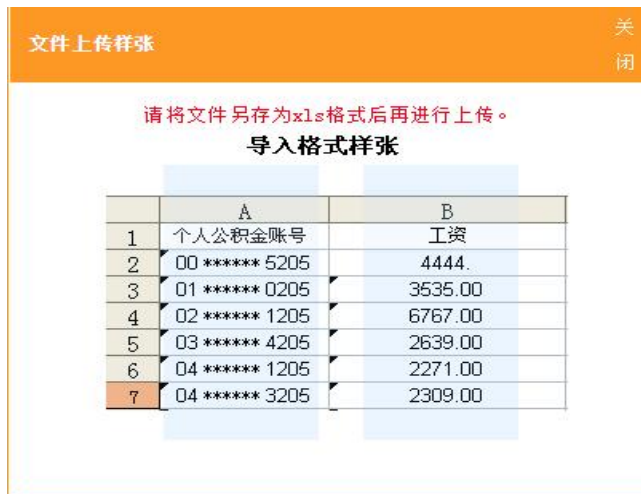 文件上传样张
关闭
请将文件另存为xls格式后再进行上传。
导入格式样张
A B
1 个人公积金账号 工资
2 00 ****** 5205 4444.
3 01 ****** 0205 3535.00
4 02 ****** 1205 6767.00
5 03 ****** 4205 2639.00
6 04 ****** 1205 2271.00
7 04 ****** 3205 2309.00